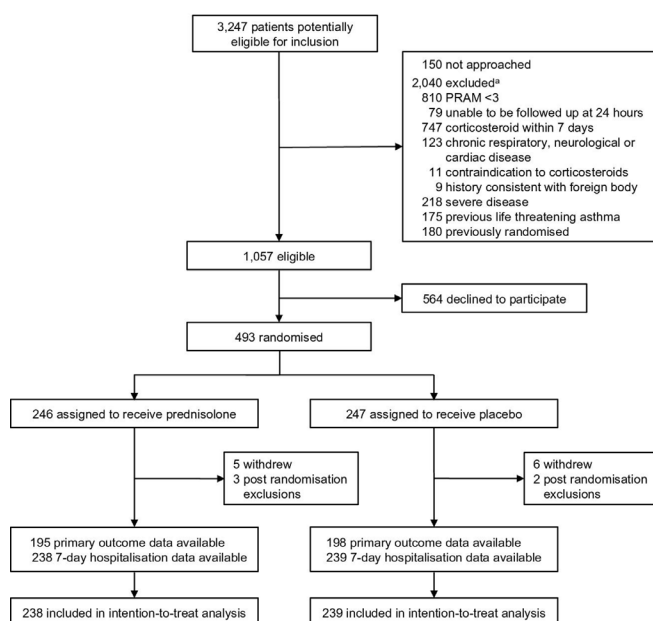 3,247 patients potentially
eligible for inclusion
150 not approached
2,040 excludedᵃ
810 PRAM <3
79 unable to be followed up at 24 hours
747 corticosteroid within 7 days
123 chronic respiratory, neurological or
cardiac disease
11 contraindication to corticosteroids
9 history consistent with foreign body
218 severe disease
175 previous life threatening asthma
180 previously randomised
1,057 eligible
564 declined to participate
493 randomised
246 assigned to receive prednisolone
247 assigned to receive placebo
5 withdrew
3 post randomisation
exclusions
6 withdrew
2 post randomisation
exclusions
195 primary outcome data available
238 7-day hospitalisation data available
198 primary outcome data available
239 7-day hospitalisation data available
238 included in intention-to-treat analysis
239 included in intention-to-treat analysis